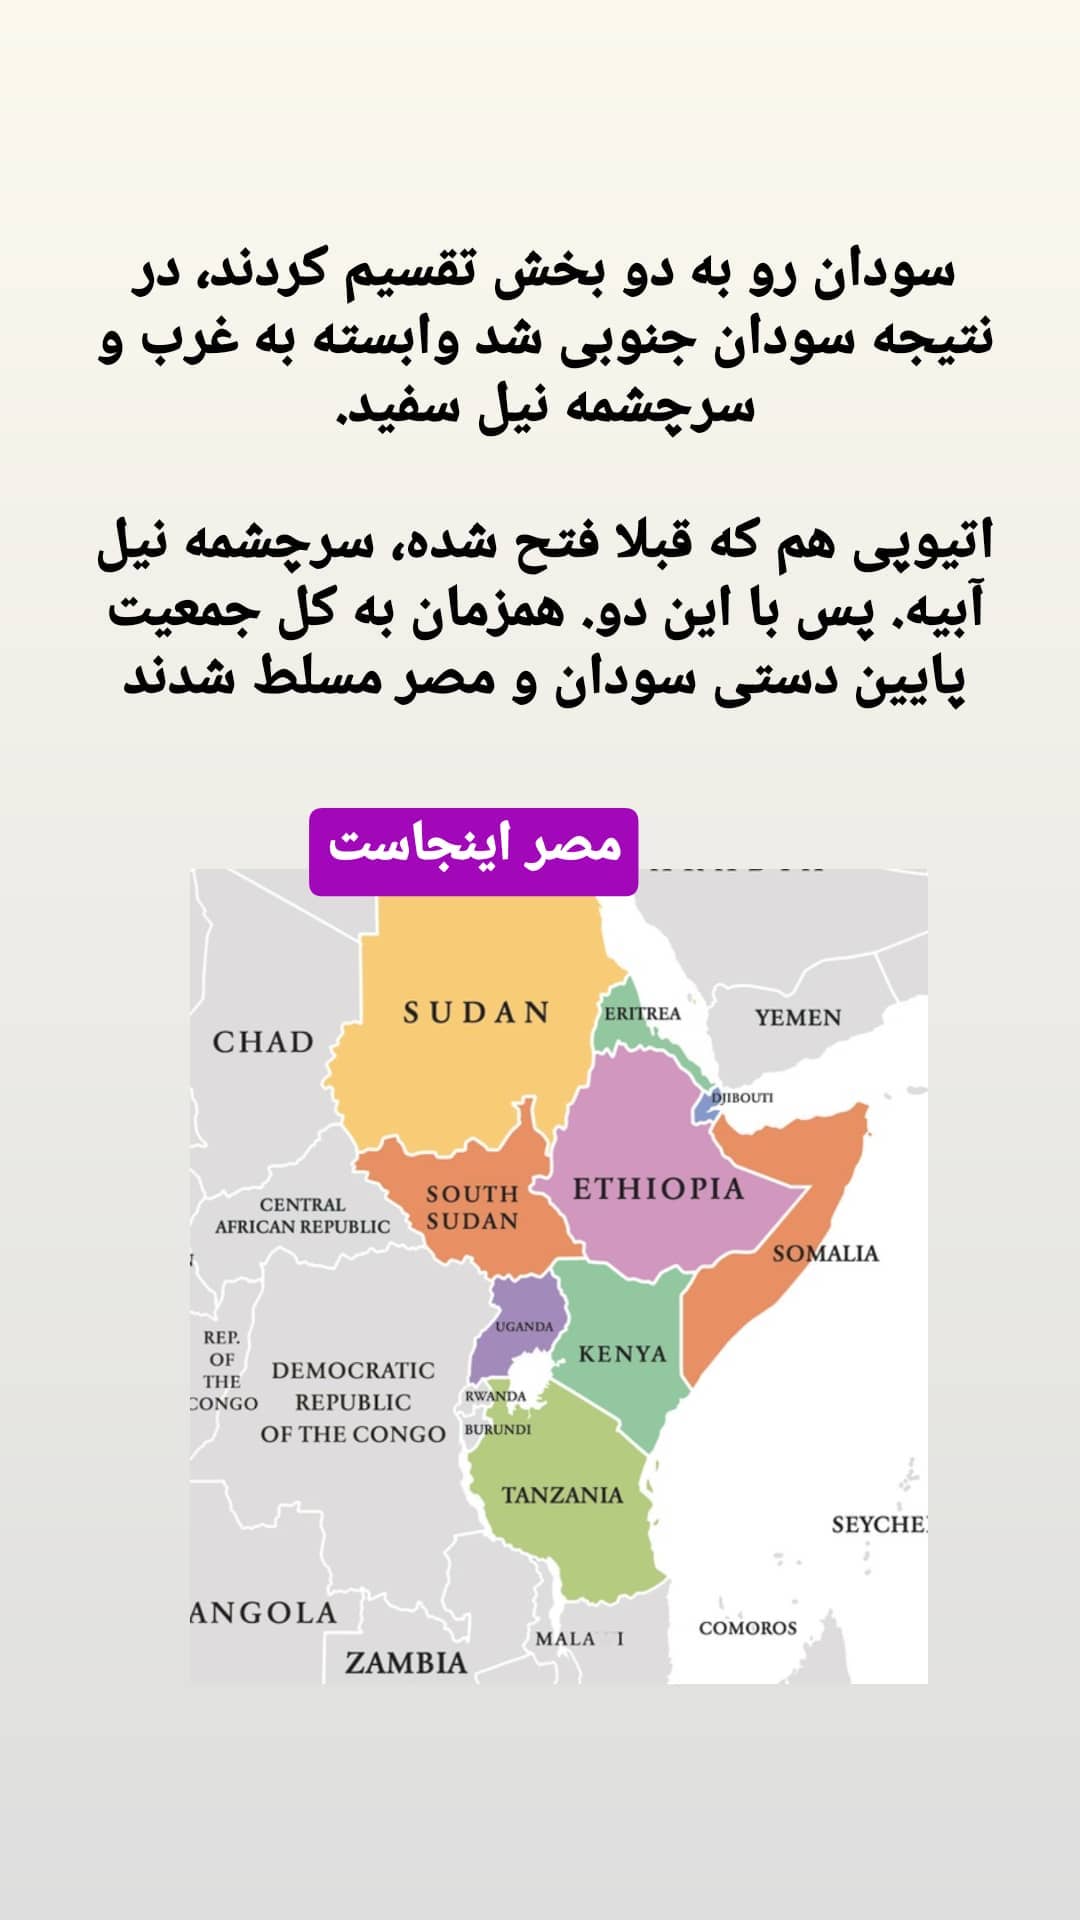 سودان رو به دو بخش تقسیم کردند، در
نتیجه سودان جنوبی شد وابسته به غرب و
سرچشمه نیل سفید.
اتیوپی هم که قبلا فتح شده، سرچشمه نیل
آبیه. پس با این دو. همزمان به کل جمعیت
پایین دستی سودان و مصر مسلط شدند
مصر اینجاست
SUDAN
ERITREA
YEMEN
CHAD
DJIBOUTI
ETHIOPIA
SOUTH
SUDAN
CENTRAL
AFRICAN REPUBLIC
SOMALIA
UGANDA
KENYA
REP.
OF
THE
CONGO
DEMOCRATIC
REPUBLIC
OF THE CONGO
RWANDA
BURUNDI
TANZANIA
SEYCHE
ANGOLA
ZAMBIA
MALA I
COMOROS